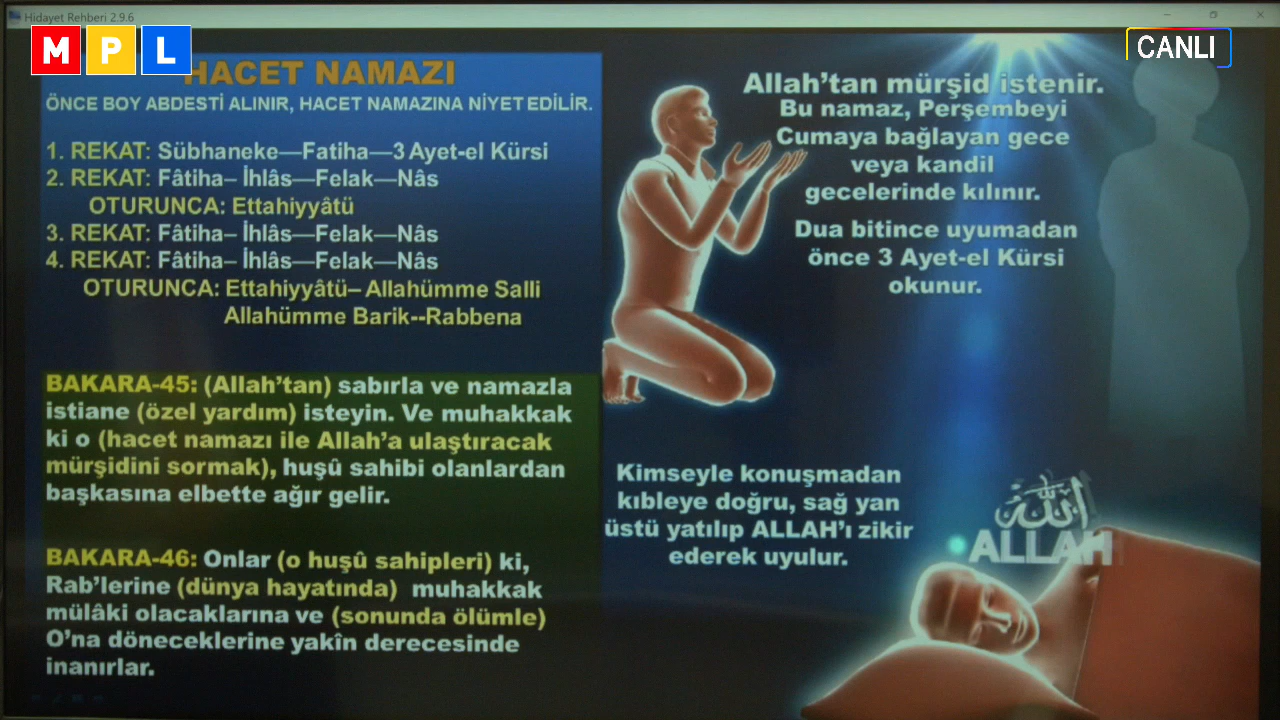 Hidayet Rehberi 2.9.6
M P L
CANLI
HACET NAMAZI
ÖNCE BOY ABDESTİ ALINIR, HACET NAMAZINA NİYET EDİLİR.
1. REKAT: Sübhaneke—Fatiha—3 Ayet-el Kürsi
2. REKAT: Fâtiha– İhlâs—Felak—Nâs
OTURUNCA: Ettahiyyâtü
3. REKAT: Fâtiha– İhlâs—Felak—Nâs
4. REKAT: Fâtiha– İhlâs—Felak—Nâs
OTURUNCA: Ettahiyyâtü– Allahümme Salli
Allahümme Barik--Rabbena
BAKARA-45: (Allah’tan) sabırla ve namazla
istiane (özel yardım) isteyin. Ve muhakkak
ki o (hacet namazı ile Allah’a ulaştıracak
mürşidini sormak), huşû sahibi olanlardan
başkasına elbette ağır gelir.
BAKARA-46: Onlar (o huşû sahipleri) ki,
Rab’lerine (dünya hayatında) muhakkak
mülâki olacaklarına ve (sonunda ölümle)
O’na döneceklerine yakîn derecesinde
inanırlar.
Allah’tan mürşid istenir.
Bu namaz, Perşembeyi
Cumaya bağlayan gece
veya kandil
gecelerinde kılınır.
Dua bitince uyumadan
önce 3 Ayet-el Kürsi
okunur.
Kimseyle konuşmadan
kıbleye doğru, sağ yan
üstü yatılıp ALLAH’ı zikir
ederek uyulur.
الله
ALLAH